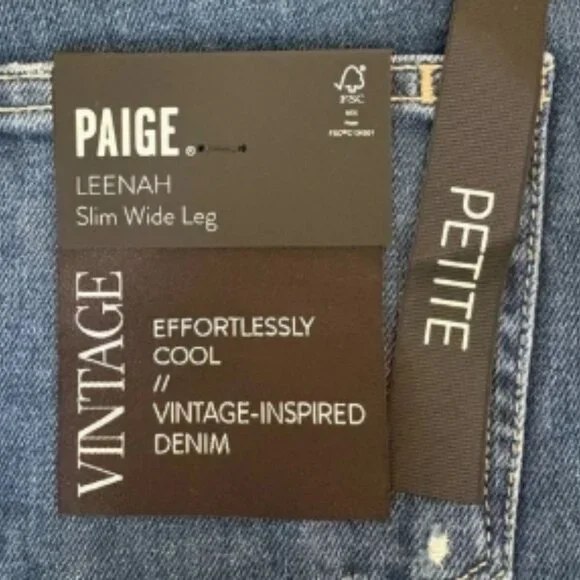 PAIGE®
LEENAH
Slim Wide Leg
FSC
VINTAGE
EFFORTLESSLY
COOL
//
VINTAGE-INSPIRED
DENIM
PETITE